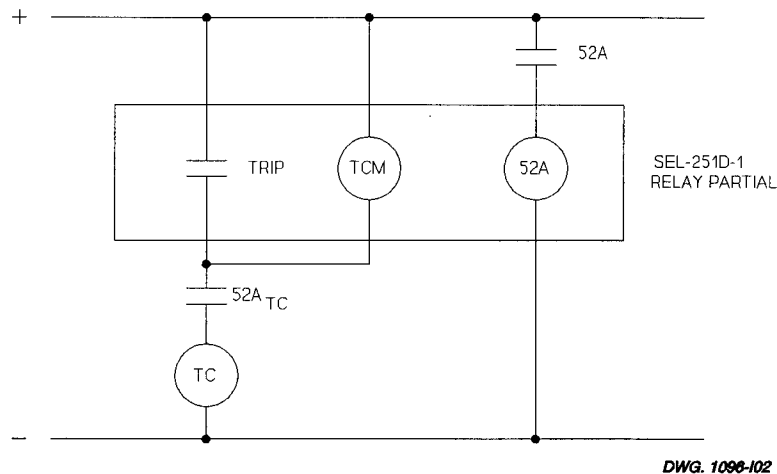 +
52A
TRIP
TCM
52A
SEL-251D-1
RELAY PARTIAL
52A TC
TC
−
DWG. 1096-I02